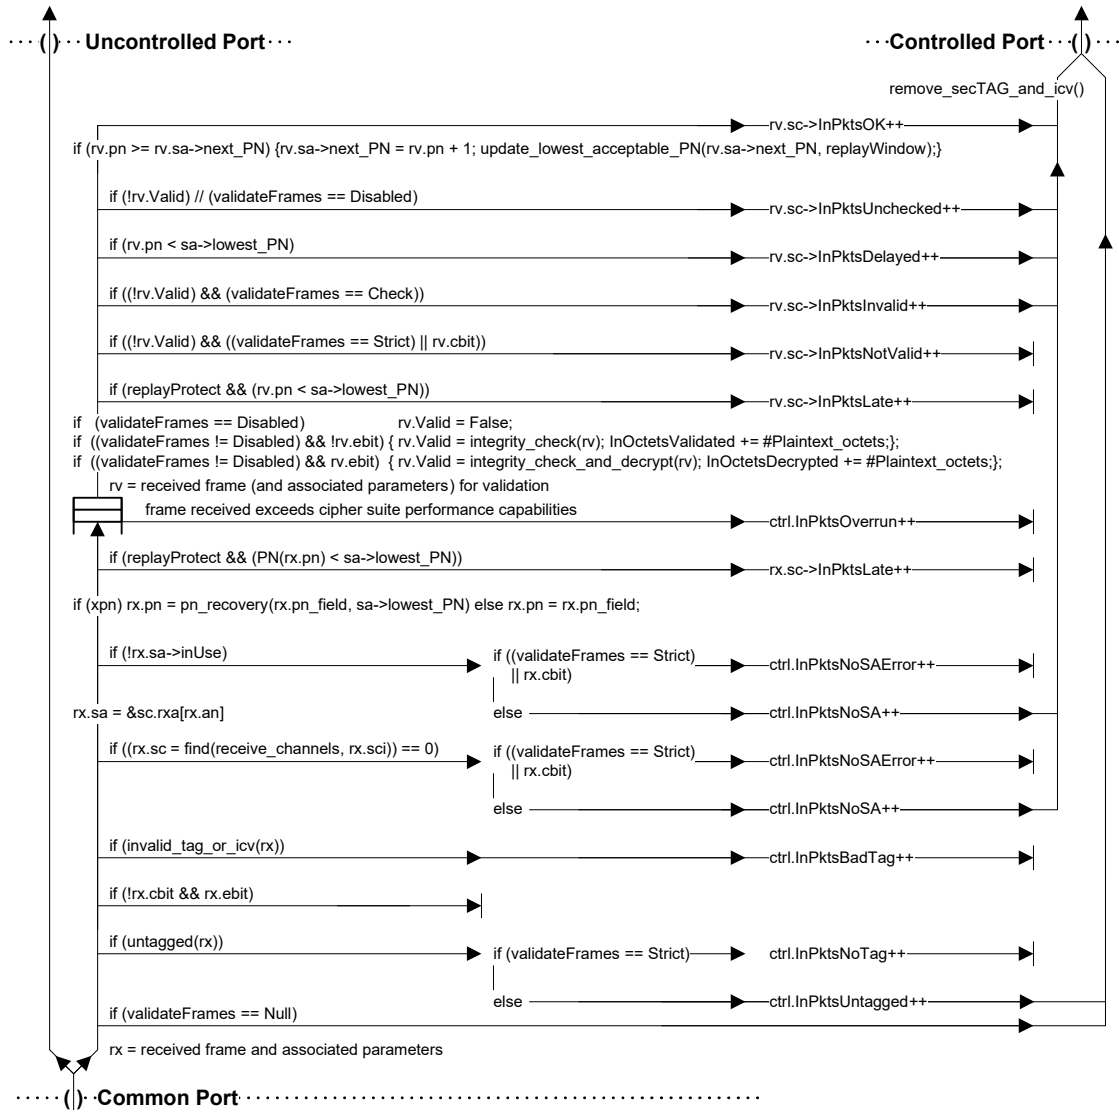 ( ) Uncontrolled Port
Controlled Port ( )
remove_secTAG_and_icv()
rv.sc->InPktsOK++
if (rv.pn >= rv.sa->next_PN) {rv.sa->next_PN = rv.pn + 1; update_lowest_acceptable_PN(rv.sa->next_PN, replayWindow);}
if (!rv.Valid) // (validateFrames == Disabled)
rv.sc->InPktsUnchecked++
if (rv.pn < sa->lowest_PN)
rv.sc->InPktsDelayed++
if ((!rv.Valid) && (validateFrames == Check))
rv.sc->InPktsInvalid++
if ((!rv.Valid) && ((validateFrames == Strict) || rv.cbit))
rv.sc->InPktsNotValid++
if (replayProtect && (rv.pn < sa->lowest_PN))
rv.sc->InPktsLate++
if (validateFrames == Disabled) rv.Valid = False;
if ((validateFrames != Disabled) && !rv.ebit) { rv.Valid = integrity_check(rv); InOctetsValidated += #Plaintext_octets;};
if ((validateFrames != Disabled) && rv.ebit) { rv.Valid = integrity_check_and_decrypt(rv); InOctetsDecrypted += #Plaintext_octets;};
rv = received frame (and associated parameters) for validation
frame received exceeds cipher suite performance capabilities
ctrl.InPktsOverrun++
if (replayProtect && (PN(rx.pn) < sa->lowest_PN))
rx.sc->InPktsLate++
if (xpn) rx.pn = pn_recovery(rx.pn_field, sa->lowest_PN) else rx.pn = rx.pn_field;
if (!rx.sa->inUse)
if ((validateFrames == Strict)
|| rx.cbit)
ctrl.InPktsNoSAError++
rx.sa = &sc.rxa[rx.an]
else
ctrl.InPktsNoSA++
if ((rx.sc = find(receive_channels, rx.sci)) == 0)
if ((validateFrames == Strict)
|| rx.cbit)
ctrl.InPktsNoSAError++
else
ctrl.InPktsNoSA++
if (invalid_tag_or_icv(rx))
ctrl.InPktsBadTag++
if (!rx.cbit && rx.ebit)
if (untagged(rx))
if (validateFrames == Strict)
ctrl.InPktsNoTag++
else
ctrl.InPktsUntagged++
if (validateFrames == Null)
rx = received frame and associated parameters
( ) Common Port